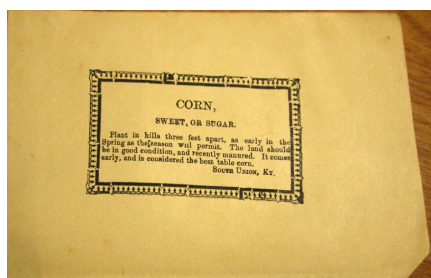 CORN,
SWEET, OR SUGAR.
Plant in hills three feet apart, as early in the
Spring as the season will permit. The land should
be in good condition, and recently manured. It comes
early, and is considered the best table corn.
SOUTH UNION, KY.